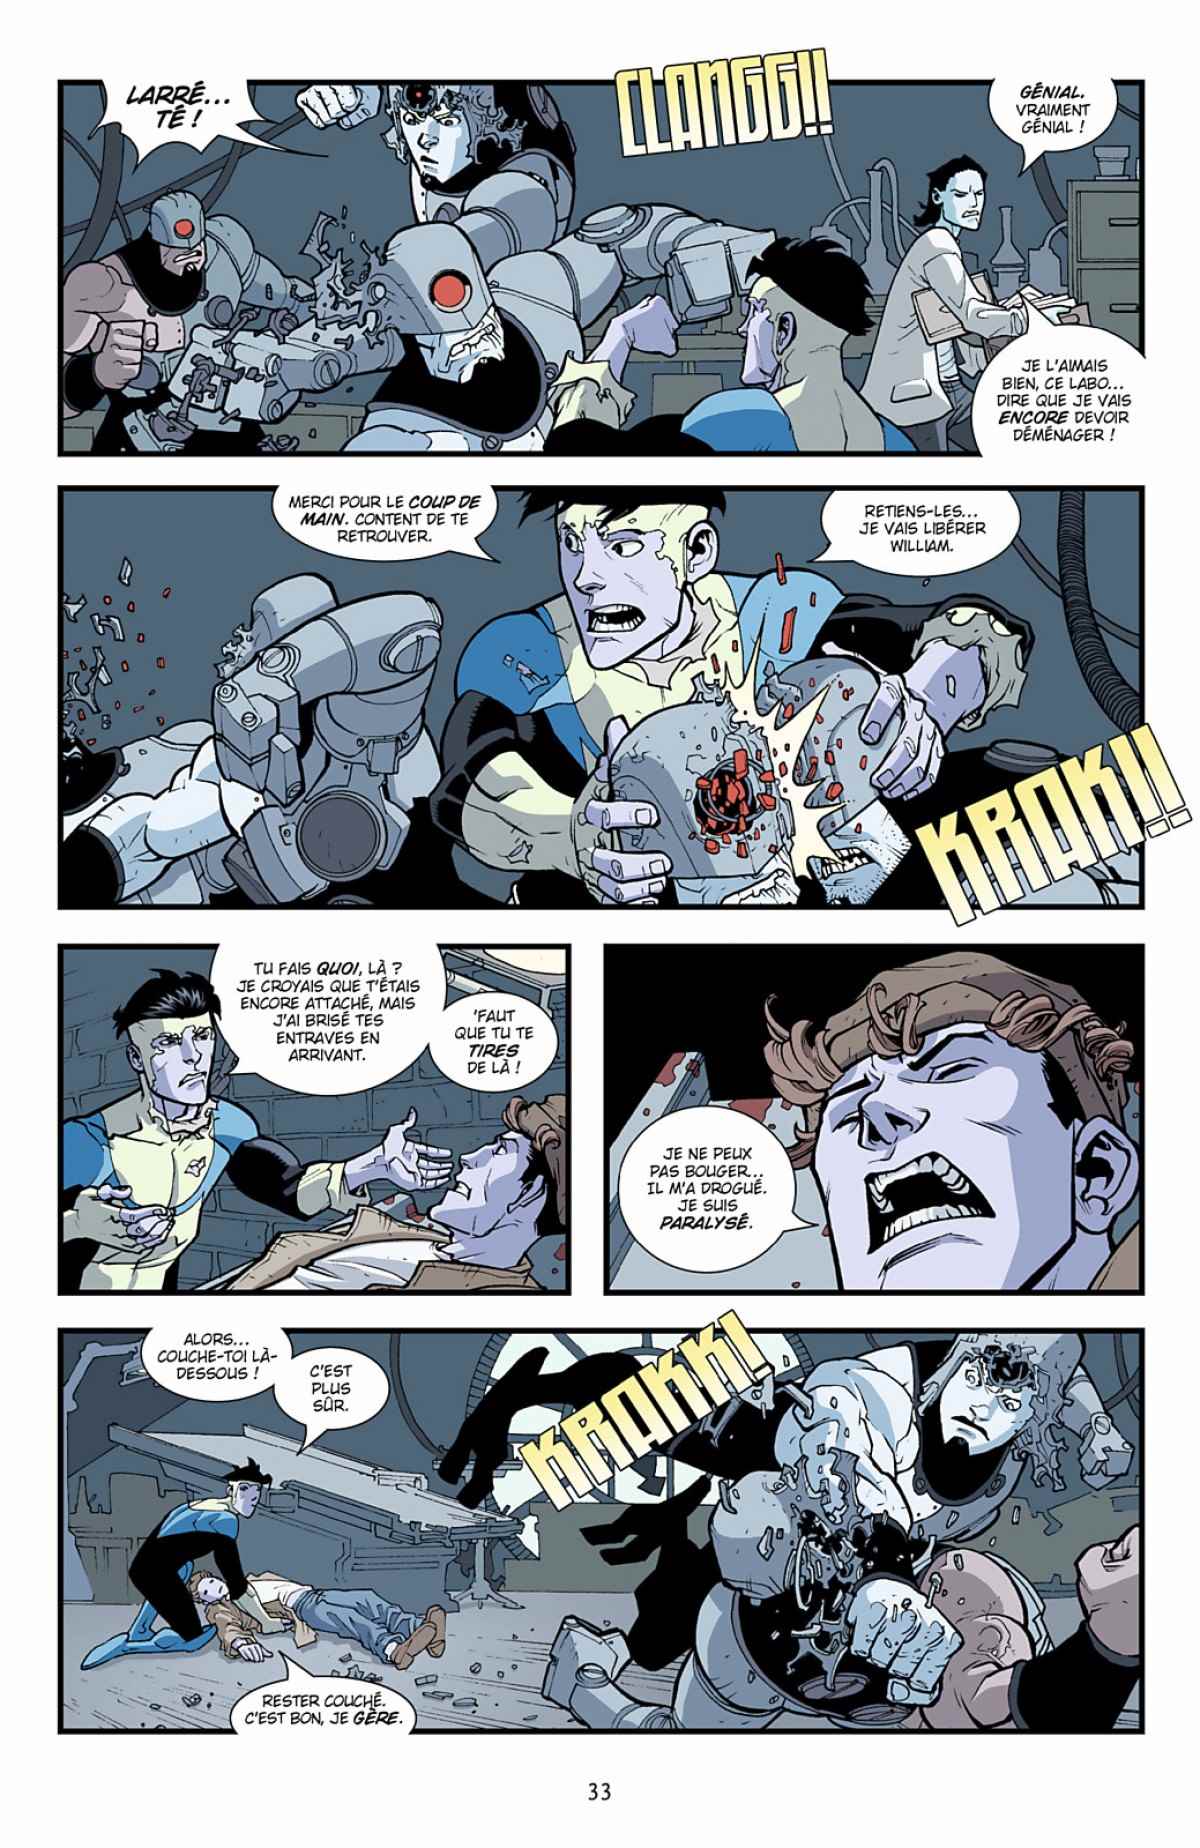 LARRÉ...
TÉ !
CLANGG!!
GÉNIAL.
VRAIMENT
GÉNIAL !
JE L'AIMAIS
BIEN, CE LABO...
DIRE QUE JE VAIS
ENCORE DEVOIR
DÉMÉNAGER !
MERCI POUR LE COUP DE
MAIN. CONTENT DE TE
RETROUVER.
RETIENS-LES...
JE VAIS LIBÉRER
WILLIAM.
KRAK!!
TU FAIS QUOI, LÀ ?
JE CROYAIS QUE T'ÉTAIS
ENCORE ATTACHÉ, MAIS
J'AI BRISÉ TES
ENTRAVES EN
ARRIVANT.
'FAUT
QUE TU TE
TIRES
DE LÀ !
JE NE PEUX
PAS BOUGER...
IL M'A DROGUÉ.
JE SUIS
PARALYSÉ.
ALORS...
COUCHE-TOI LÀ-
DESSOUS !
C'EST
PLUS
SÛR.
KRAKK!
RESTER COUCHÉ.
C'EST BON, JE GÈRE.
33